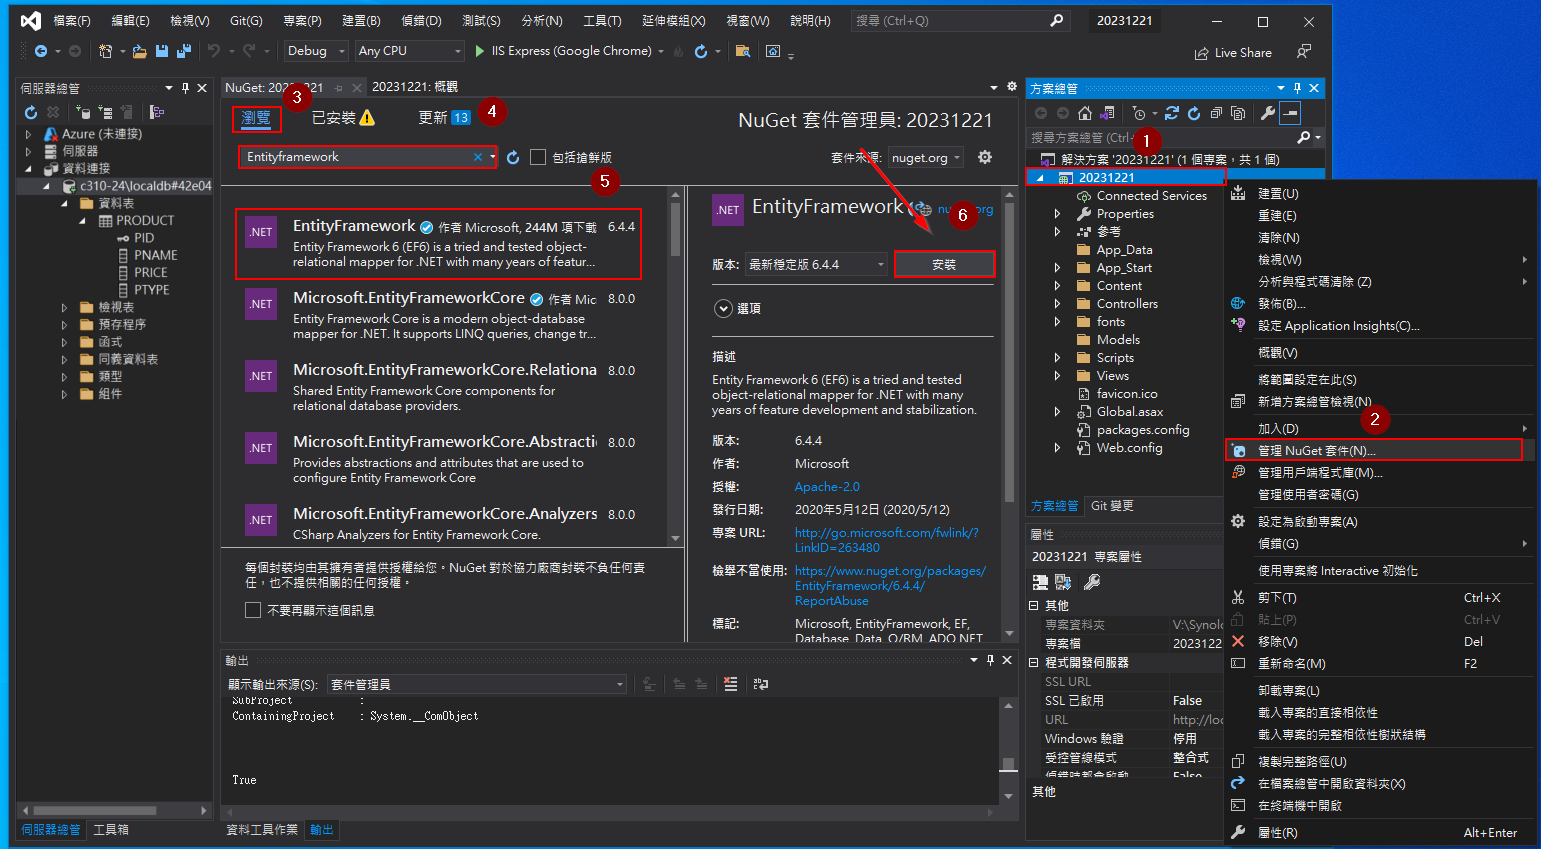 檔案(F) 編輯(E) 檢視(V) Git(G) 專案(P) 建置(B) 偵錯(D) 測試(S) 分析(N) 工具(T) 延伸模組(X) 視窗(W) 說明(H) 搜尋 (Ctrl+Q) 20231221
Debug Any CPU IIS Express (Google Chrome) Live Share
伺服器總管
Azure (未連接)
伺服器
資料連接
c310-24\localdb#42e04
資料表
PRODUCT
PID
PNAME
PRICE
PTYPE
檢視表
預存程序
函式
同義資料表
類型
組件
伺服器總管 工具箱
NuGet: 20231221 20231221: 概觀
3
瀏覽 已安裝 更新 13
4
NuGet 套件管理員: 20231221
Entityframework 包括搶鮮版
套件來源: nuget.org
5
.NET EntityFramework 作者 Microsoft, 244M 項下載 6.4.4
Entity Framework 6 (EF6) is a tried and tested object-
relational mapper for .NET with many years of featur...
.NET Microsoft.EntityFrameworkCore 作者 Mic 8.0.0
Entity Framework Core is a modern object-database
mapper for .NET. It supports LINQ queries, change tr...
.NET Microsoft.EntityFrameworkCore.Relationa 8.0.0
Shared Entity Framework Core components for
relational database providers.
.NET Microsoft.EntityFrameworkCore.Abstracti 8.0.0
Provides abstractions and attributes that are used to
configure Entity Framework Core
.NET Microsoft.EntityFrameworkCore.Analyzers 8.0.0
CSharp Analyzers for Entity Framework Core.
每個封裝均由其擁有者提供授權給您。NuGet 對於協力廠商封裝不負任何責
任，也不提供相關的任何授權。
不要再顯示這個訊息
.NET EntityFramework
6
版本: 最新穩定版 6.4.4 安裝
選項
描述
Entity Framework 6 (EF6) is a tried and tested
object-relational mapper for .NET with many
years of feature development and stabilization.
版本: 6.4.4
作者: Microsoft
授權: Apache-2.0
發行日期: 2020年5月12日 (2020/5/12)
專案 URL: http://go.microsoft.com/fwlink/?
LinkID=263480
檢舉不當使用: https://www.nuget.org/packages/
EntityFramework/6.4.4/
ReportAbuse
標記: Microsoft, EntityFramework, EF,
Database, Data, O/RM, ADO.NET
輸出
顯示輸出來源(S): 套件管理員
SubProject :
ContainingProject : System.__ComObject
True
資料工具作業 輸出
方案總管
搜尋方案總管 (Ctrl+
1
解決方案 '20231221' (1 個專案，共 1 個)
20231221
Connected Services
Properties
參考
App_Data
App_Start
Content
Controllers
fonts
Models
Scripts
Views
favicon.ico
Global.asax
packages.config
Web.config
方案總管 Git 變更
屬性
20231221 專案屬性
其他
專案資料夾 V:\Synolo
專案檔 2023122
程式開發伺服器
SSL URL
SSL 已啟用 False
URL http://loc
Windows 驗證 停用
受控管線模式 整合式
偵錯時都會啟動 False
其他
建置(U)
重建(E)
清除(N)
檢視(W)
分析與程式碼清除 (Z)
發佈(B)...
設定 Application Insights(C)...
概觀(V)
將範圍設定在此(S)
新增方案總管檢視(N)
2
加入(D)
管理 NuGet 套件(N)...
管理用戶端程式庫(M)...
管理使用者密碼(G)
設定為啟動專案(A)
偵錯(G)
使用專案將 Interactive 初始化
剪下(T) Ctrl+X
貼上(P) Ctrl+V
移除(V) Del
重新命名(M) F2
卸載專案(L)
載入專案的直接相依性
載入專案的完整相依性樹狀結構
複製完整路徑(U)
在檔案總管中開啟資料夾(X)
在終端機中開啟
屬性(R) Alt+Enter